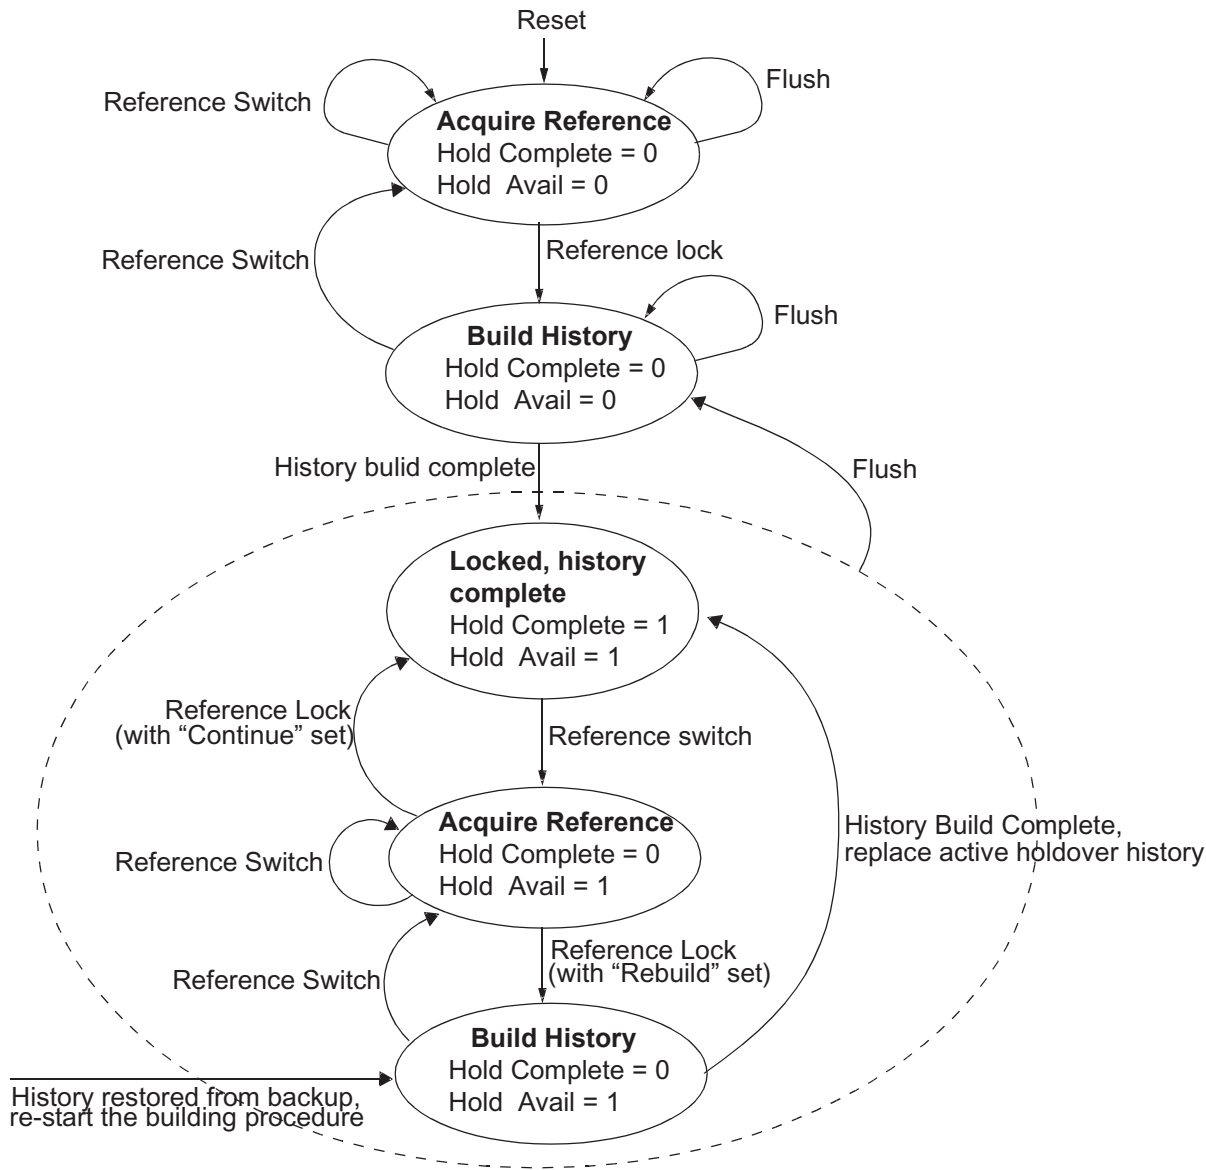 Reset
Reference Switch
Flush
Acquire Reference
Hold Complete = 0
Hold Avail = 0
Reference Switch
Reference lock
Flush
Build History
Hold Complete = 0
Hold Avail = 0
History bulid complete
Flush
Locked, history
complete
Hold Complete = 1
Hold Avail = 1
Reference Lock
(with “Continue” set)
Reference switch
Acquire Reference
Hold Complete = 0
Hold Avail = 1
Reference Switch
History Build Complete,
replace active holdover history
Reference Switch
Reference Lock
(with “Rebuild” set)
Build History
Hold Complete = 0
Hold Avail = 1
History restored from backup,
re-start the building procedure